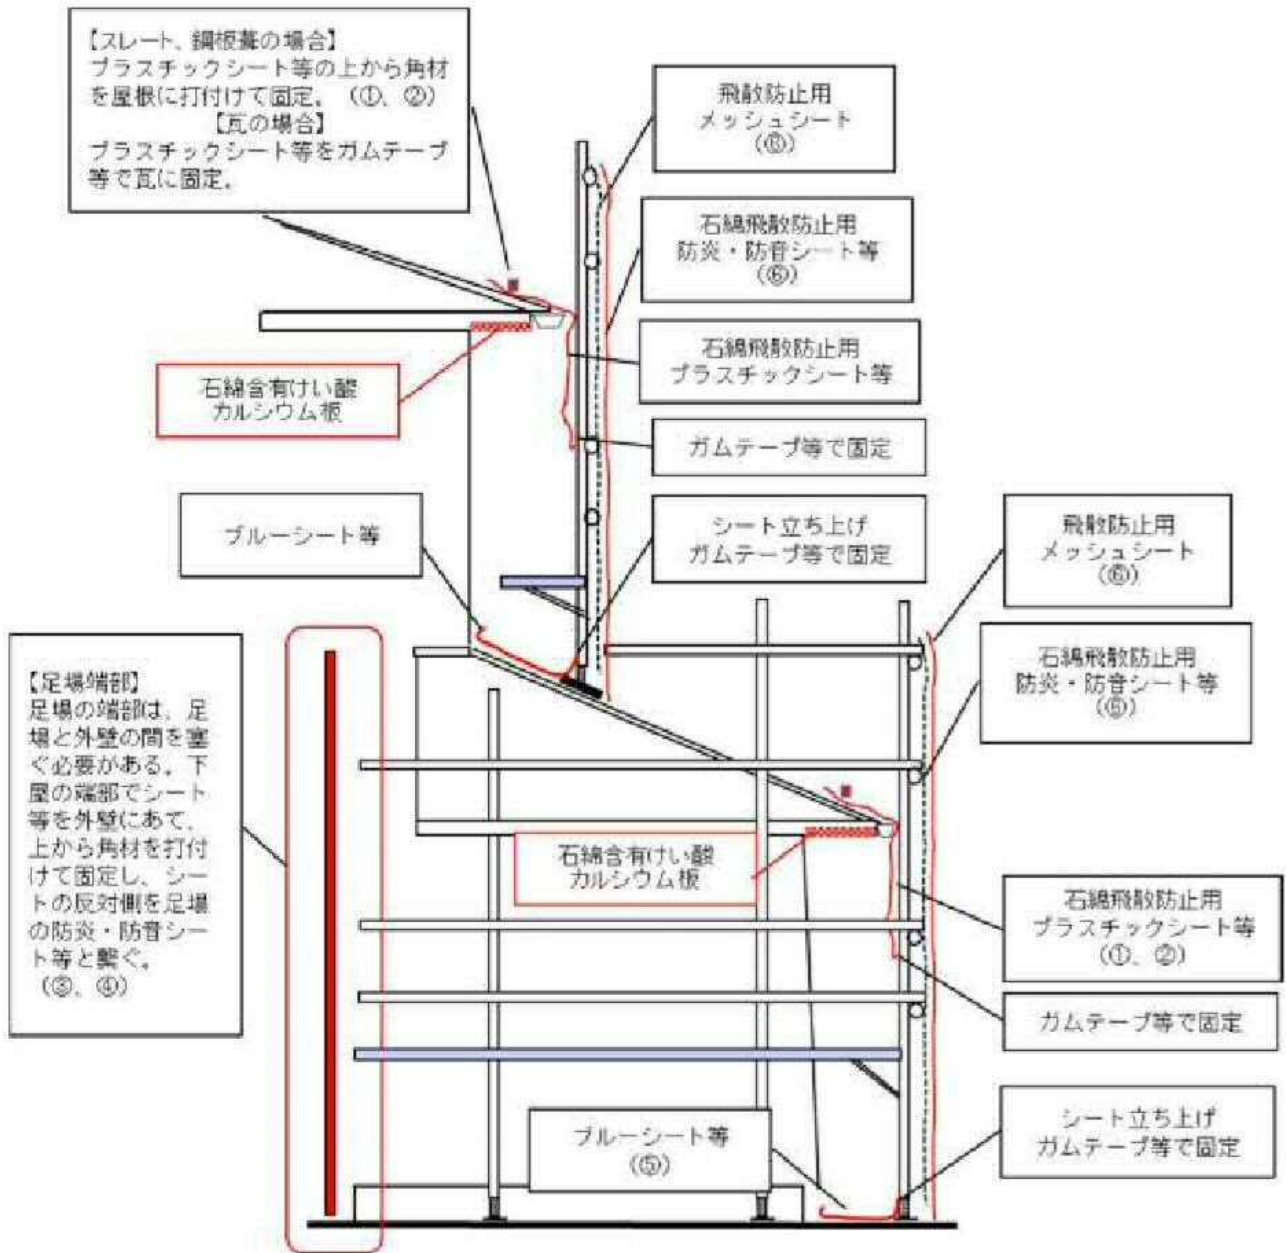 【スレート、鋼板葺の場合】
プラスチックシート等の上から角材
を屋根に打付けて固定。（①、②）
【瓦の場合】
プラスチックシート等をガムテープ
等で瓦に固定。
飛散防止用
メッシュシート
（⑥）
石綿飛散防止用
防炎・防音シート等
（⑥）
石綿飛散防止用
プラスチックシート等
石綿含有けい酸
カルシウム板
ガムテープ等で固定
ブルーシート等
シート立ち上げ
ガムテープ等で固定
飛散防止用
メッシュシート
（⑥）
石綿飛散防止用
防炎・防音シート等
（⑥）
【足場端部】
足場の端部は、足
場と外壁の間を塞
ぐ必要がある。下
屋の端部でシート
等を外壁にあて、
上から角材を打付
けて固定し、シー
トの反対側を足場
の防炎・防音シー
ト等と繋ぐ。
（③、④）
石綿含有けい酸
カルシウム板
石綿飛散防止用
プラスチックシート等
（①、②）
ガムテープ等で固定
ブルーシート等
（⑤）
シート立ち上げ
ガムテープ等で固定